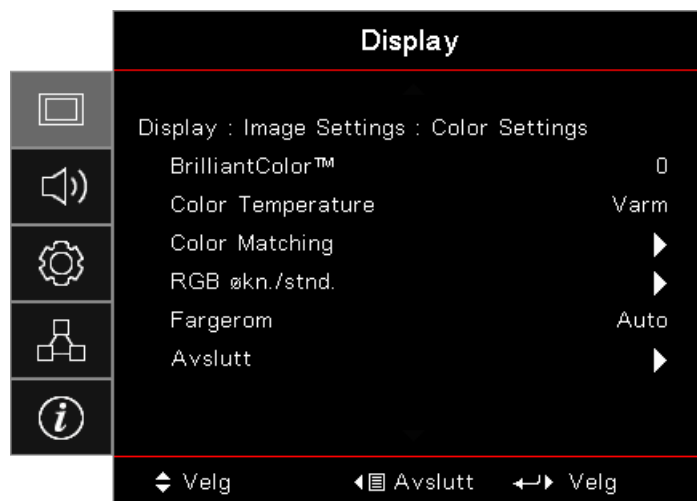 Display
Display : Image Settings : Color Settings
BrilliantColor™ 0
Color Temperature Varm
Color Matching
RGB økn./stnd.
Fargerom Auto
Avslutt
Velg Avslutt Velg